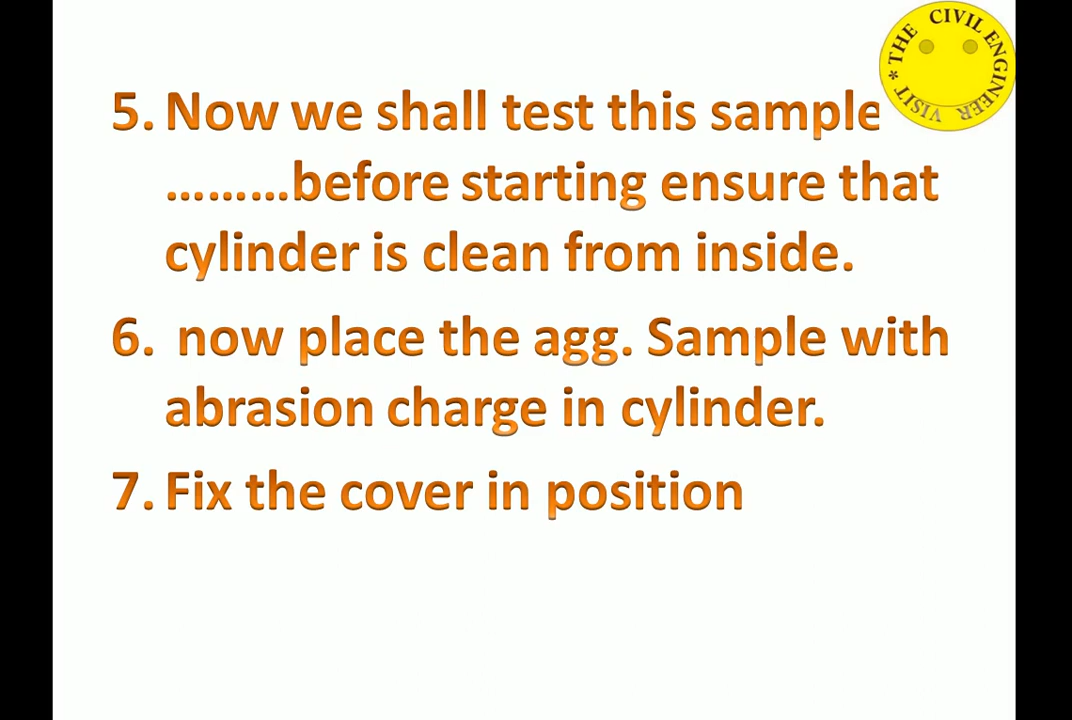 5. Now we shall test this sample
………before starting ensure that
cylinder is clean from inside.
6. now place the agg. Sample with
abrasion charge in cylinder.
7. Fix the cover in position
VISIT * THE CIVIL ENGINEER